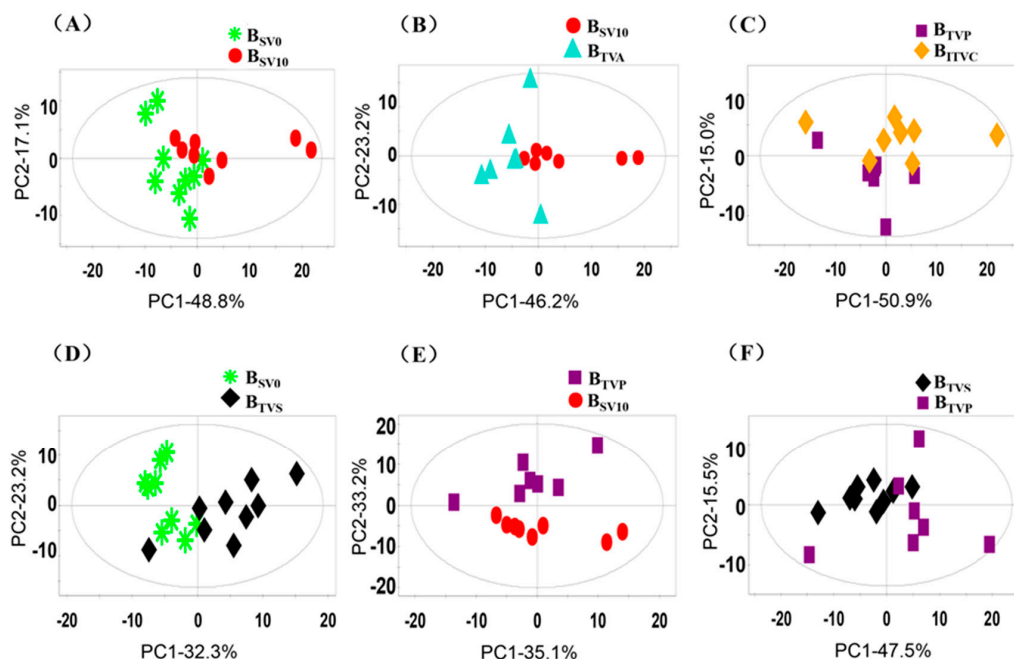 (A)
B_SV0
B_SV10
PC2-17.1%
10
0
-10
-20 -10 0 10 20
PC1-48.8%
(B)
B_SV10
B_TVA
PC2-23.2%
10
0
-10
-20 -10 0 10 20
PC1-46.2%
(C)
B_TVP
B_ITVC
PC2-15.0%
10
0
-10
-20 -10 0 10 20
PC1-50.9%
(D)
B_SV0
B_TVS
PC2-23.2%
10
0
-10
-20 -10 0 10 20
PC1-32.3%
(E)
B_TVP
B_SV10
PC2-33.2%
20
10
0
-10
-20
-20 -10 0 10 20
PC1-35.1%
(F)
B_TVS
B_TVP
PC2-15.5%
10
0
-10
-20 -10 0 10 20
PC1-47.5%